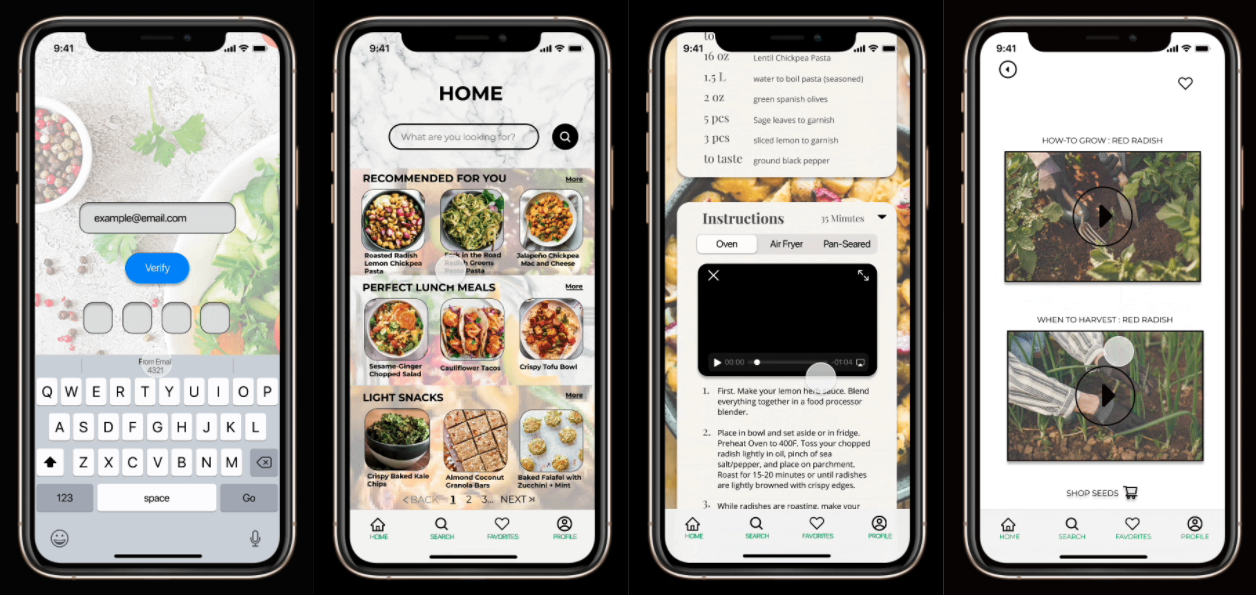 9:41
example@email.com
Verify
From Email
4321
Q W E R T Y U I O P
A S D F G H J K L
Z X C V B N M
123 space Go
9:41
HOME
What are you looking for?
RECOMMENDED FOR YOU More
Roasted Radish
Lemon Chickpea
Pasta
Fork in the Road
Radish Greens
Pasta Pasta
Jalapeño Chickpea
Mac and Cheese
PERFECT LUNCH MEALS More
Sesame-Ginger
Chopped Salad
Cauliflower Tacos
Crispy Tofu Bowl
LIGHT SNACKS More
Crispy Baked Kale
Chips
Almond Coconut
Granola Bars
Baked Falafel with
Zucchini + Mint
<BACK 1 2 3... NEXT >
HOME SEARCH FAVORITES PROFILE
9:41
to
16 oz Lentil Chickpea Pasta
1.5 L water to boil pasta (seasoned)
2 oz green spanish olives
5 pcs Sage leaves to garnish
3 pcs sliced lemon to garnish
to taste ground black pepper
Instructions 35 Minutes
Oven Air Fryer Pan-Seared
00:00 -01:04
1. First. Make your lemon herb sauce. Blend
everything together in a food processor
blender.
2. Place in bowl and set aside or in fridge.
Preheat Oven to 400F. Toss your chopped
radish lightly in oil, pinch of sea
salt/pepper, and place on parchment.
Roast for 15-20 minutes or until radishes
are lightly browned with crispy edges.
3. While radishes are roasting, make your
HOME SEARCH FAVORITES PROFILE
9:41
HOW-TO GROW : RED RADISH
WHEN TO HARVEST : RED RADISH
SHOP SEEDS
HOME SEARCH FAVORITES PROFILE